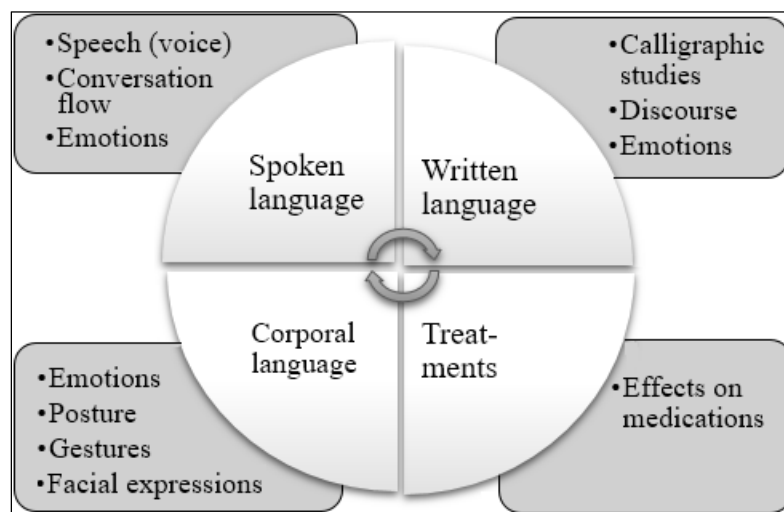 •Speech (voice)
•Conversation
flow
•Emotions
•Calligraphic
studies
•Discourse
•Emotions
Spoken
language
Written
language
Corporal
language
Treat-
ments
•Emotions
•Posture
•Gestures
•Facial expressions
•Effects on
medications